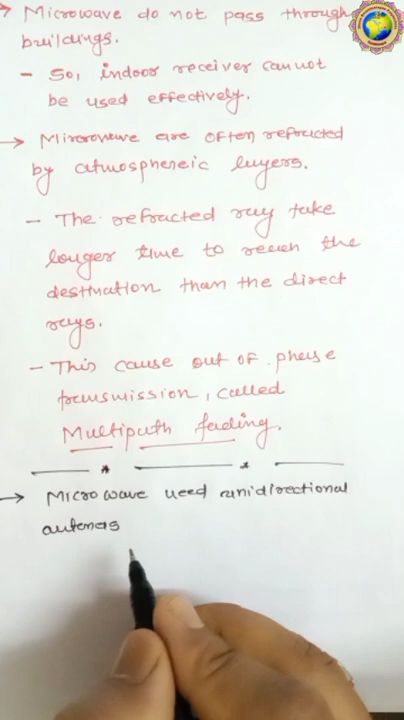 → Microwave do not pass through
buildings.
- So, indoor receiver cannot
be used effectively.
→ Microwave are often refracted
by atmosphereic layers.
- The refracted ray take
longer time to reach the
destination than the direct
rays.
- This cause out of phase
transmission, called
Multipath fading.
→ Microwave used unidirectional
antenas